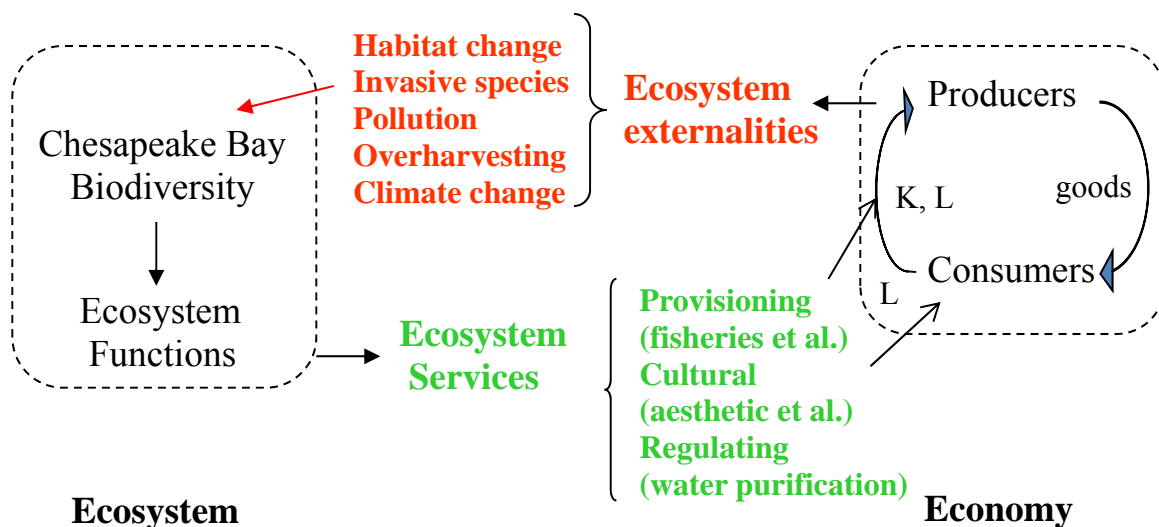 Habitat change
Invasive species
Pollution
Overharvesting
Climate change
Ecosystem
externalities
Producers
goods
K, L
Consumers
L
Chesapeake Bay
Biodiversity
Ecosystem
Functions
Ecosystem
Services
Provisioning
(fisheries et al.)
Cultural
(aesthetic et al.)
Regulating
(water purification)
Ecosystem
Economy